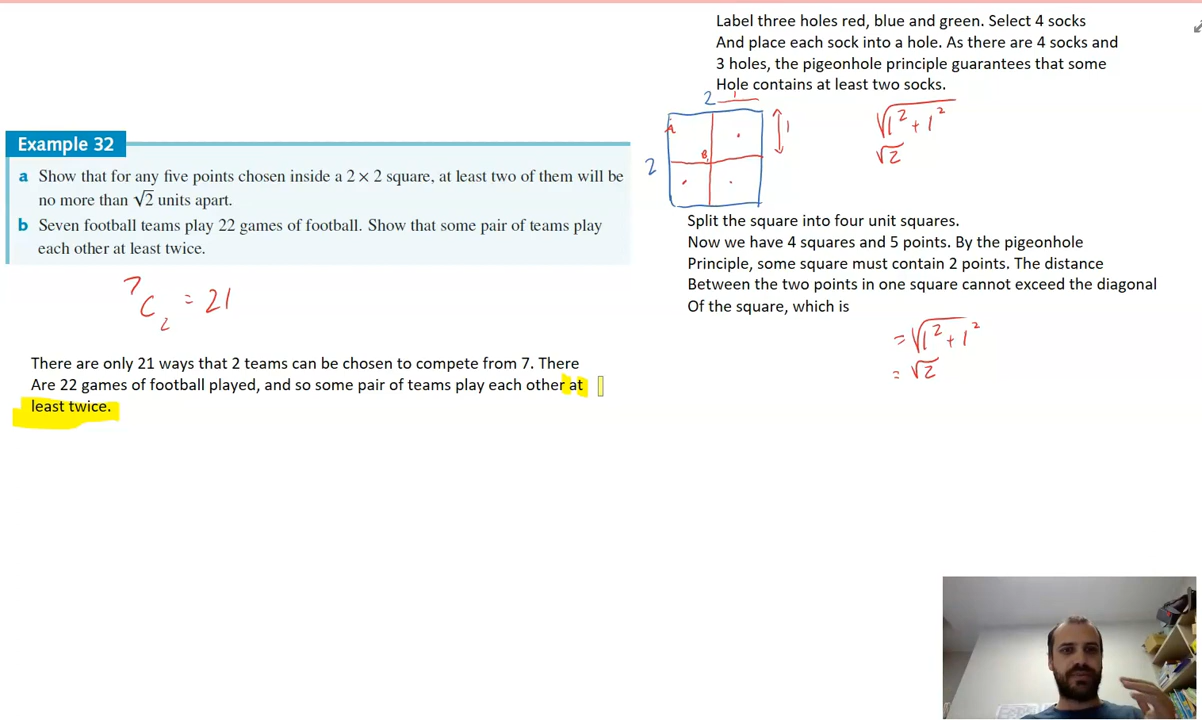 Label three holes red, blue and green. Select 4 socks
And place each sock into a hole. As there are 4 socks and
3 holes, the pigeonhole principle guarantees that some
Hole contains at least two socks.
2 1
A
B
1
2
√1² + 1²
√2
Example 32
a Show that for any five points chosen inside a 2 × 2 square, at least two of them will be
no more than √2 units apart.
b Seven football teams play 22 games of football. Show that some pair of teams play
each other at least twice.
⁷C₂ = 21
There are only 21 ways that 2 teams can be chosen to compete from 7. There
Are 22 games of football played, and so some pair of teams play each other at
least twice.
Split the square into four unit squares.
Now we have 4 squares and 5 points. By the pigeonhole
Principle, some square must contain 2 points. The distance
Between the two points in one square cannot exceed the diagonal
Of the square, which is
= √1² + 1²
= √2